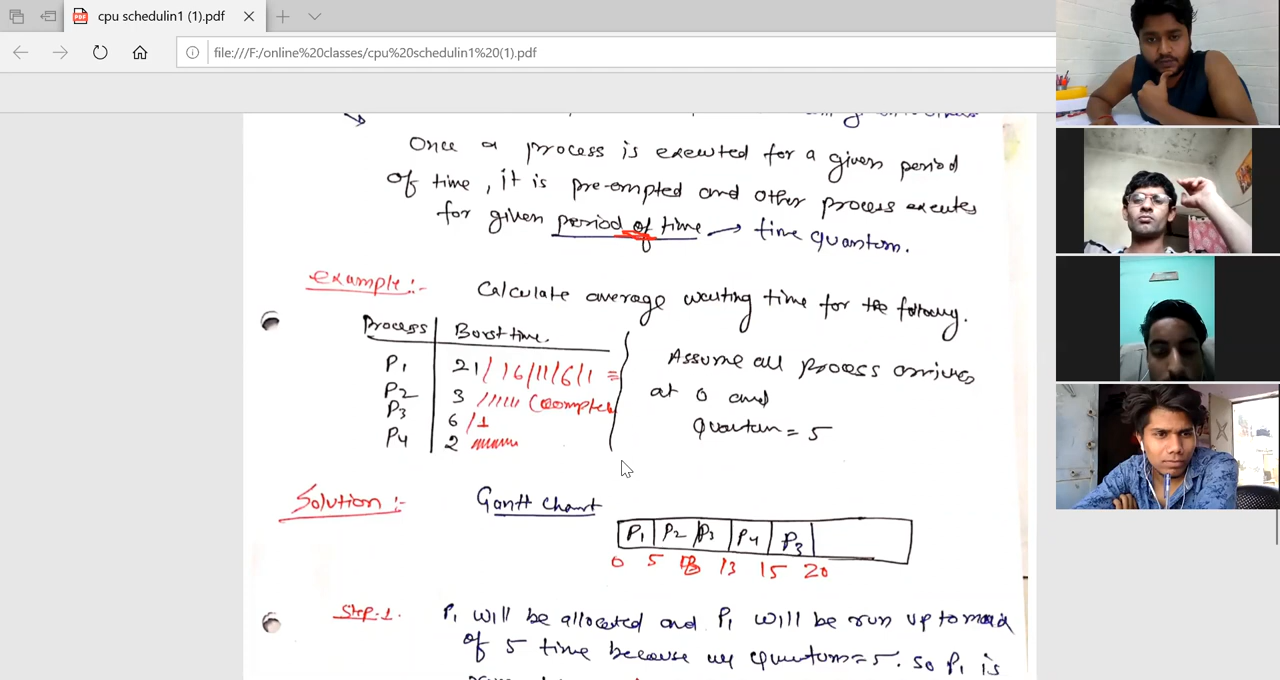 cpu schedulin1 (1).pdf
file:///F:/online%20classes/cpu%20schedulin1%20(1).pdf
Once a process is executed for a given period
of time, it is pre-empted and other process executes
for given period of time → time quantom.
example:- Calculate average waiting time for the following.
Process Burst time.
P1 21/16/11/6/1 =
P2 3 ////// (complet
P3 6/1
P4 2
Assume all process arrives
at 0 and
quantum = 5
Solution:- Gantt Chart
P1 P2 P3 P4 P3
0 5 8 13 15 20
Step-1. P1 will be allocated and P1 will be run up to
of 5 time because quantum=5. So P1 is